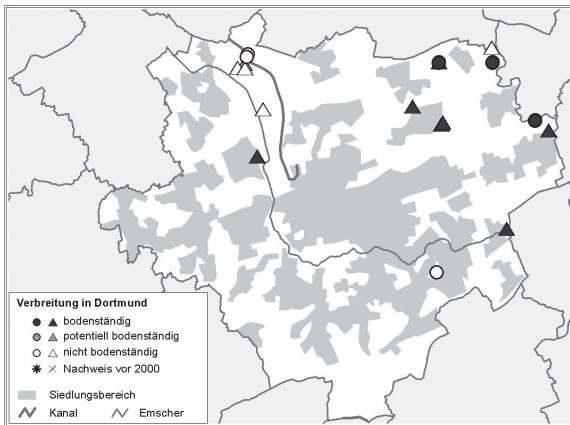 Verbreitung in Dortmund
bodenständig
potentiell bodenständig
nicht bodenständig
Nachweis vor 2000
Siedlungsbereich
Kanal Emscher